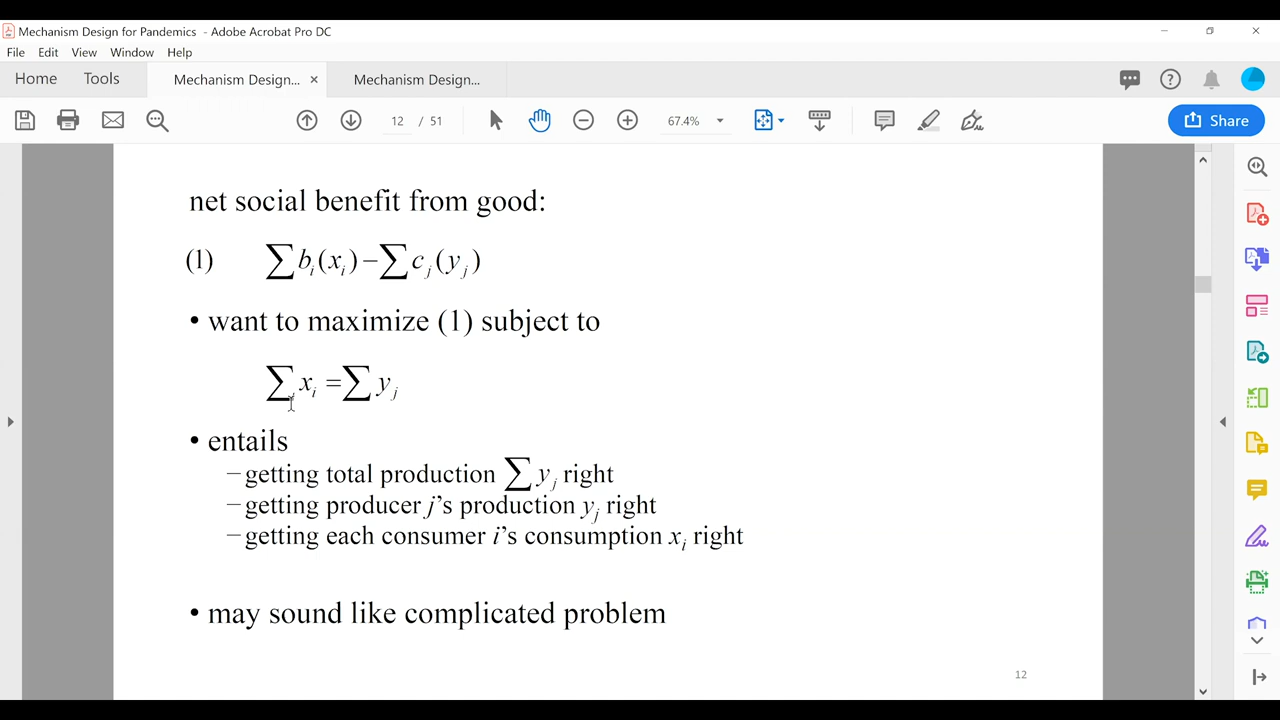 Mechanism Design for Pandemics - Adobe Acrobat Pro DC
File Edit View Window Help
Home Tools Mechanism Design... × Mechanism Design...
12 / 51 67.4% Share
net social benefit from good:
(1) ∑ b_i(x_i) − ∑ c_j(y_j)
• want to maximize (1) subject to
∑ x_i = ∑ y_j
• entails
− getting total production ∑ y_j right
− getting producer j's production y_j right
− getting each consumer i's consumption x_i right
• may sound like complicated problem
12